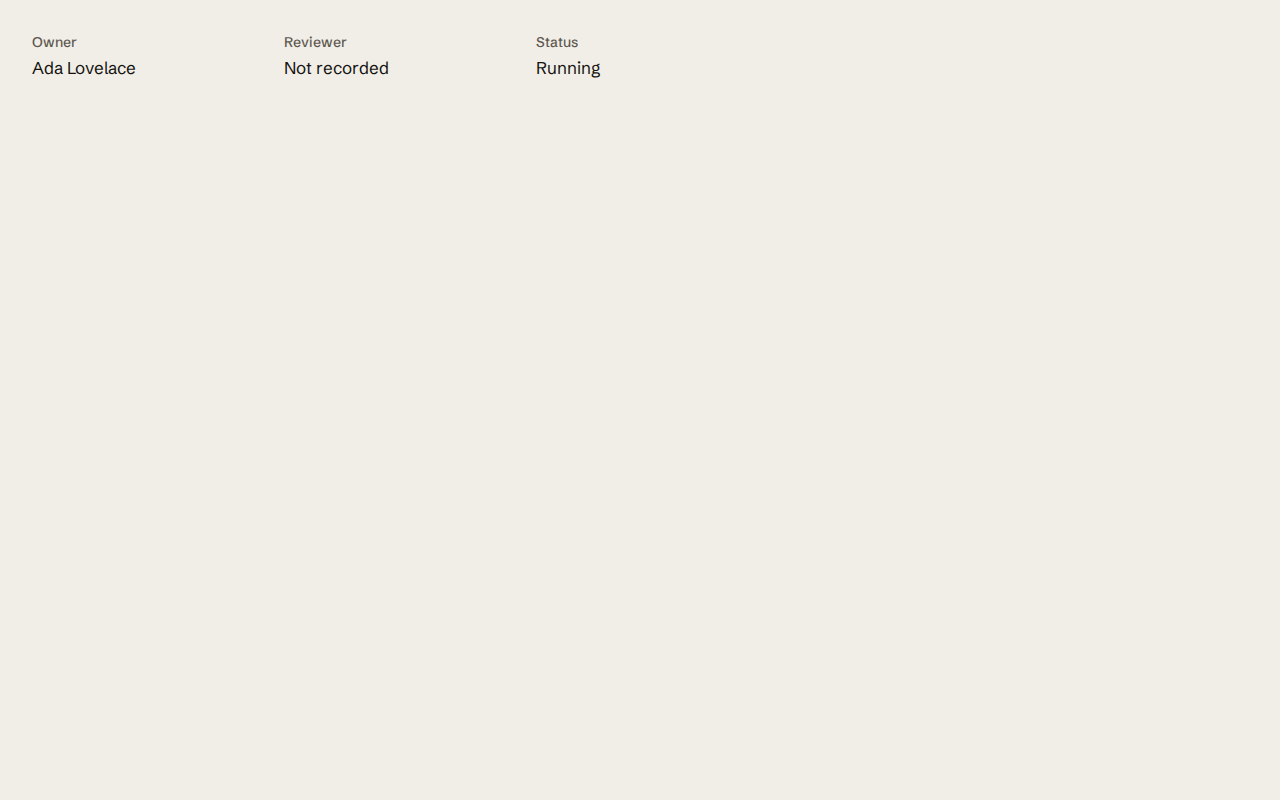 Owner
Ada Lovelace
Reviewer
Not recorded
Status
Running